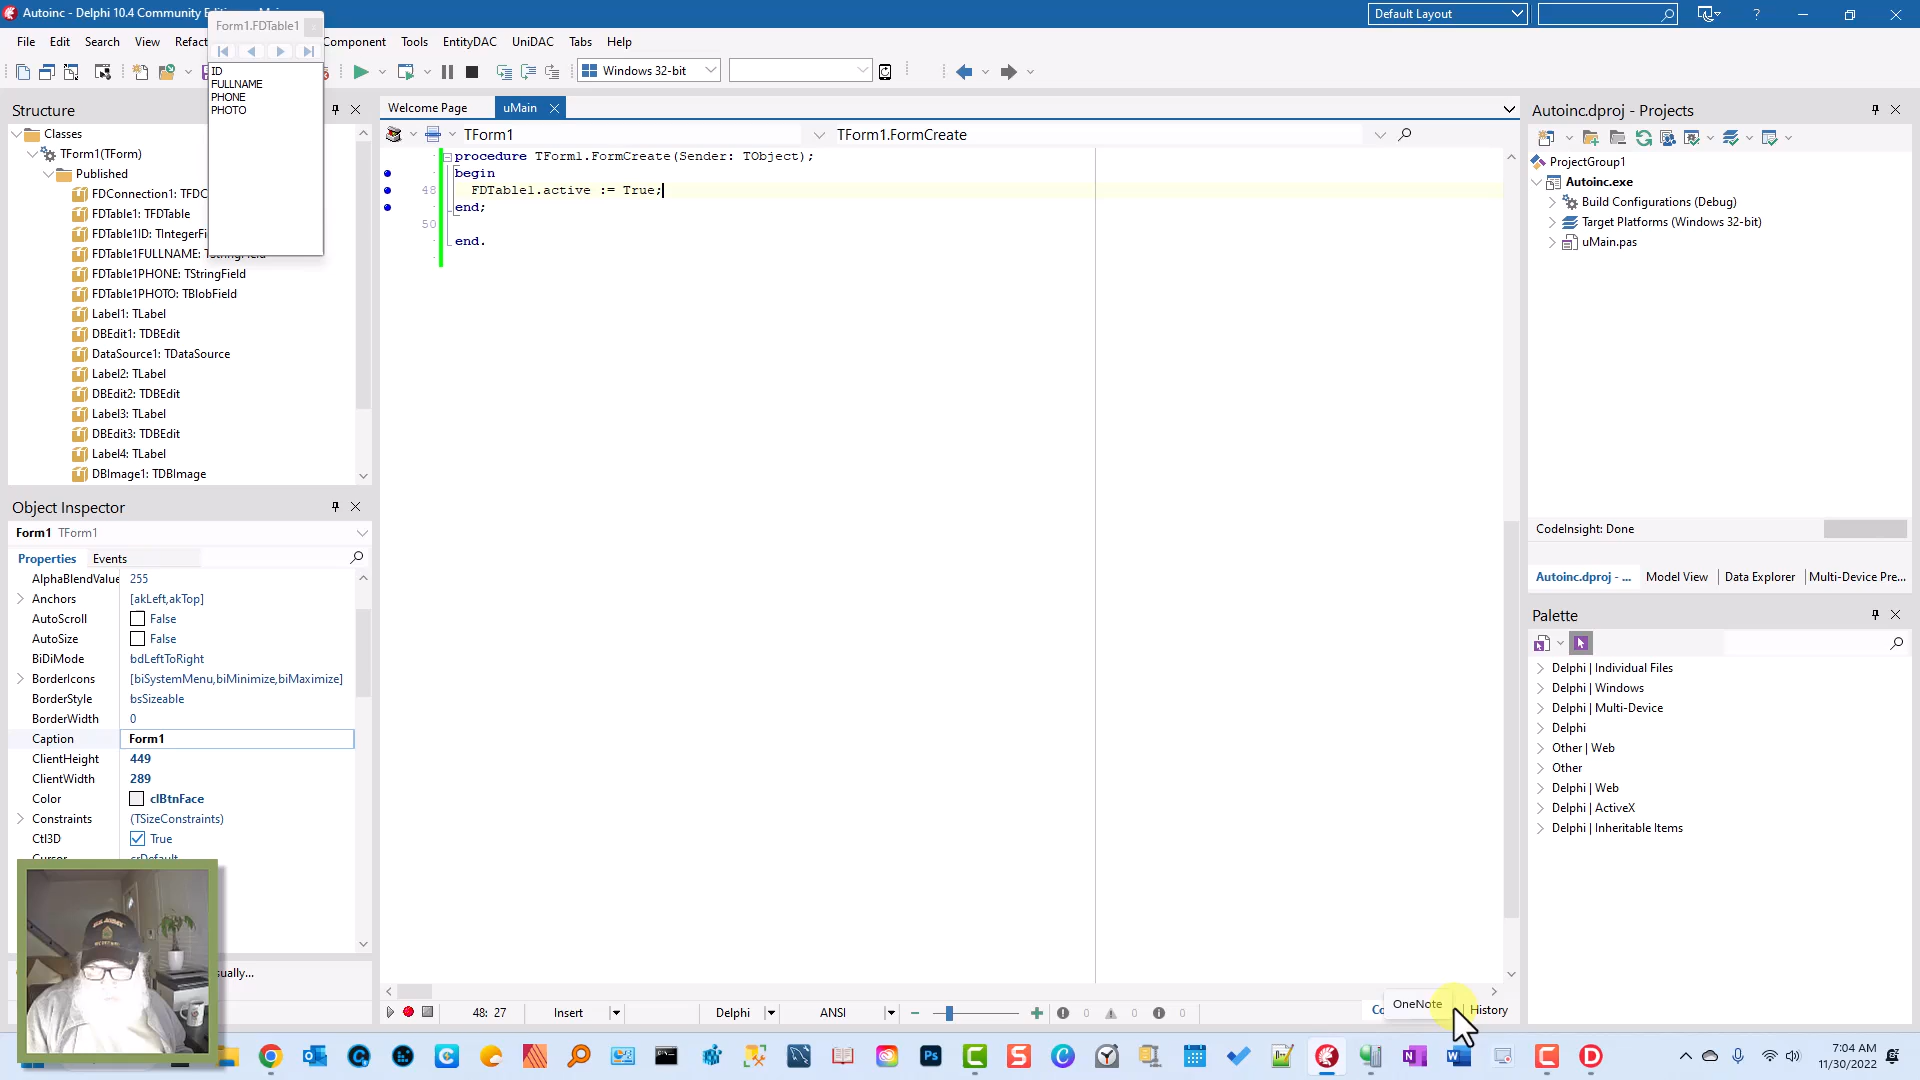 Autoinc - Delphi 10.4 Community Ed
Default Layout
Form1.FDTable1
ID
FULLNAME
PHONE
PHOTO
File Edit Search View Refact Component Tools EntityDAC UniDAC Tabs Help
Windows 32-bit
Structure
Classes
TForm1(TForm)
Published
FDConnection1: TFDC
FDTable1: TFDTable
FDTable1ID: TIntegerFi
FDTable1FULLNAME: TStringField
FDTable1PHONE: TStringField
FDTable1PHOTO: TBlobField
Label1: TLabel
DBEdit1: TDBEdit
DataSource1: TDataSource
Label2: TLabel
DBEdit2: TDBEdit
Label3: TLabel
DBEdit3: TDBEdit
Label4: TLabel
DBImage1: TDBImage
Object Inspector
Form1 TForm1
Properties Events
AlphaBlendValue 255
Anchors [akLeft,akTop]
AutoScroll False
AutoSize False
BiDiMode bdLeftToRight
BorderIcons [biSystemMenu,biMinimize,biMaximize]
BorderStyle bsSizeable
BorderWidth 0
Caption Form1
ClientHeight 449
ClientWidth 289
Color clBtnFace
Constraints (TSizeConstraints)
Ctl3D True
Cursor crDefault
sually...
Welcome Page uMain
TForm1 TForm1.FormCreate
procedure TForm1.FormCreate(Sender: TObject);
begin
48 FDTable1.active := True;
end;
50
end.
48: 27 Insert Delphi ANSI 0 0 0 Co History
OneNote
Autoinc.dproj - Projects
ProjectGroup1
Autoinc.exe
Build Configurations (Debug)
Target Platforms (Windows 32-bit)
uMain.pas
CodeInsight: Done
Autoinc.dproj - ... Model View Data Explorer Multi-Device Pre...
Palette
Delphi | Individual Files
Delphi | Windows
Delphi | Multi-Device
Delphi
Other | Web
Other
Delphi | Web
Delphi | ActiveX
Delphi | Inheritable Items
7:04 AM
11/30/2022